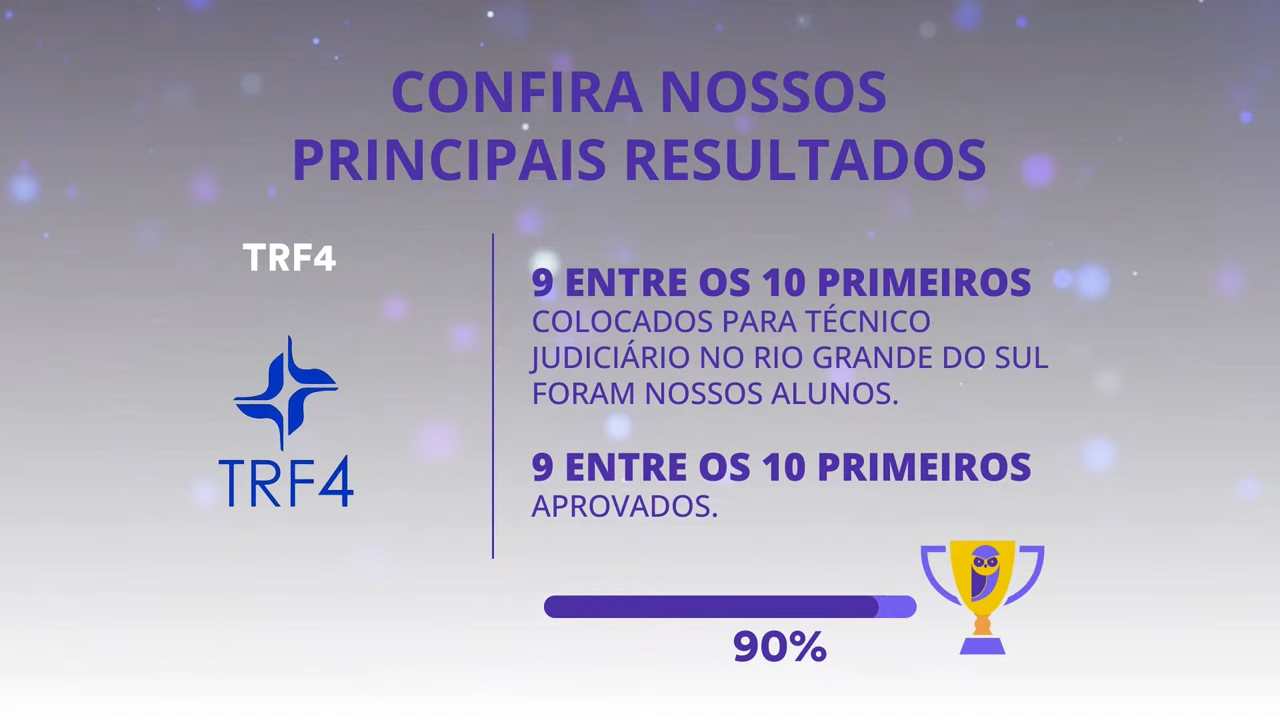 CONFIRA NOSSOS
PRINCIPAIS RESULTADOS
TRF4
TRF4
9 ENTRE OS 10 PRIMEIROS
COLOCADOS PARA TÉCNICO
JUDICIÁRIO NO RIO GRANDE DO SUL
FORAM NOSSOS ALUNOS.
9 ENTRE OS 10 PRIMEIROS
APROVADOS.
90%